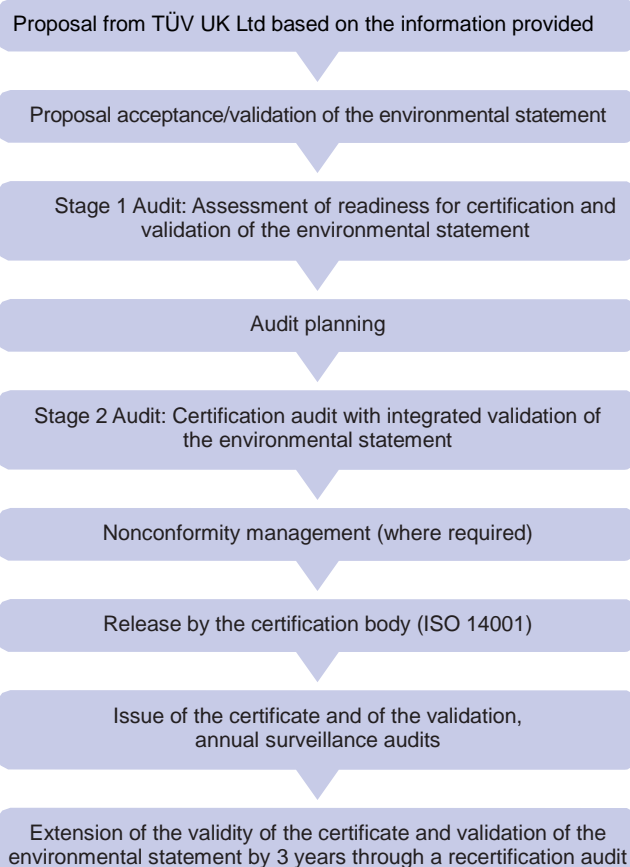 Proposal from TÜV UK Ltd based on the information provided
Proposal acceptance/validation of the environmental statement
Stage 1 Audit: Assessment of readiness for certification and
validation of the environmental statement
Audit planning
Stage 2 Audit: Certification audit with integrated validation of
the environmental statement
Nonconformity management (where required)
Release by the certification body (ISO 14001)
Issue of the certificate and of the validation,
annual surveillance audits
Extension of the validity of the certificate and validation of the
environmental statement by 3 years through a recertification audit